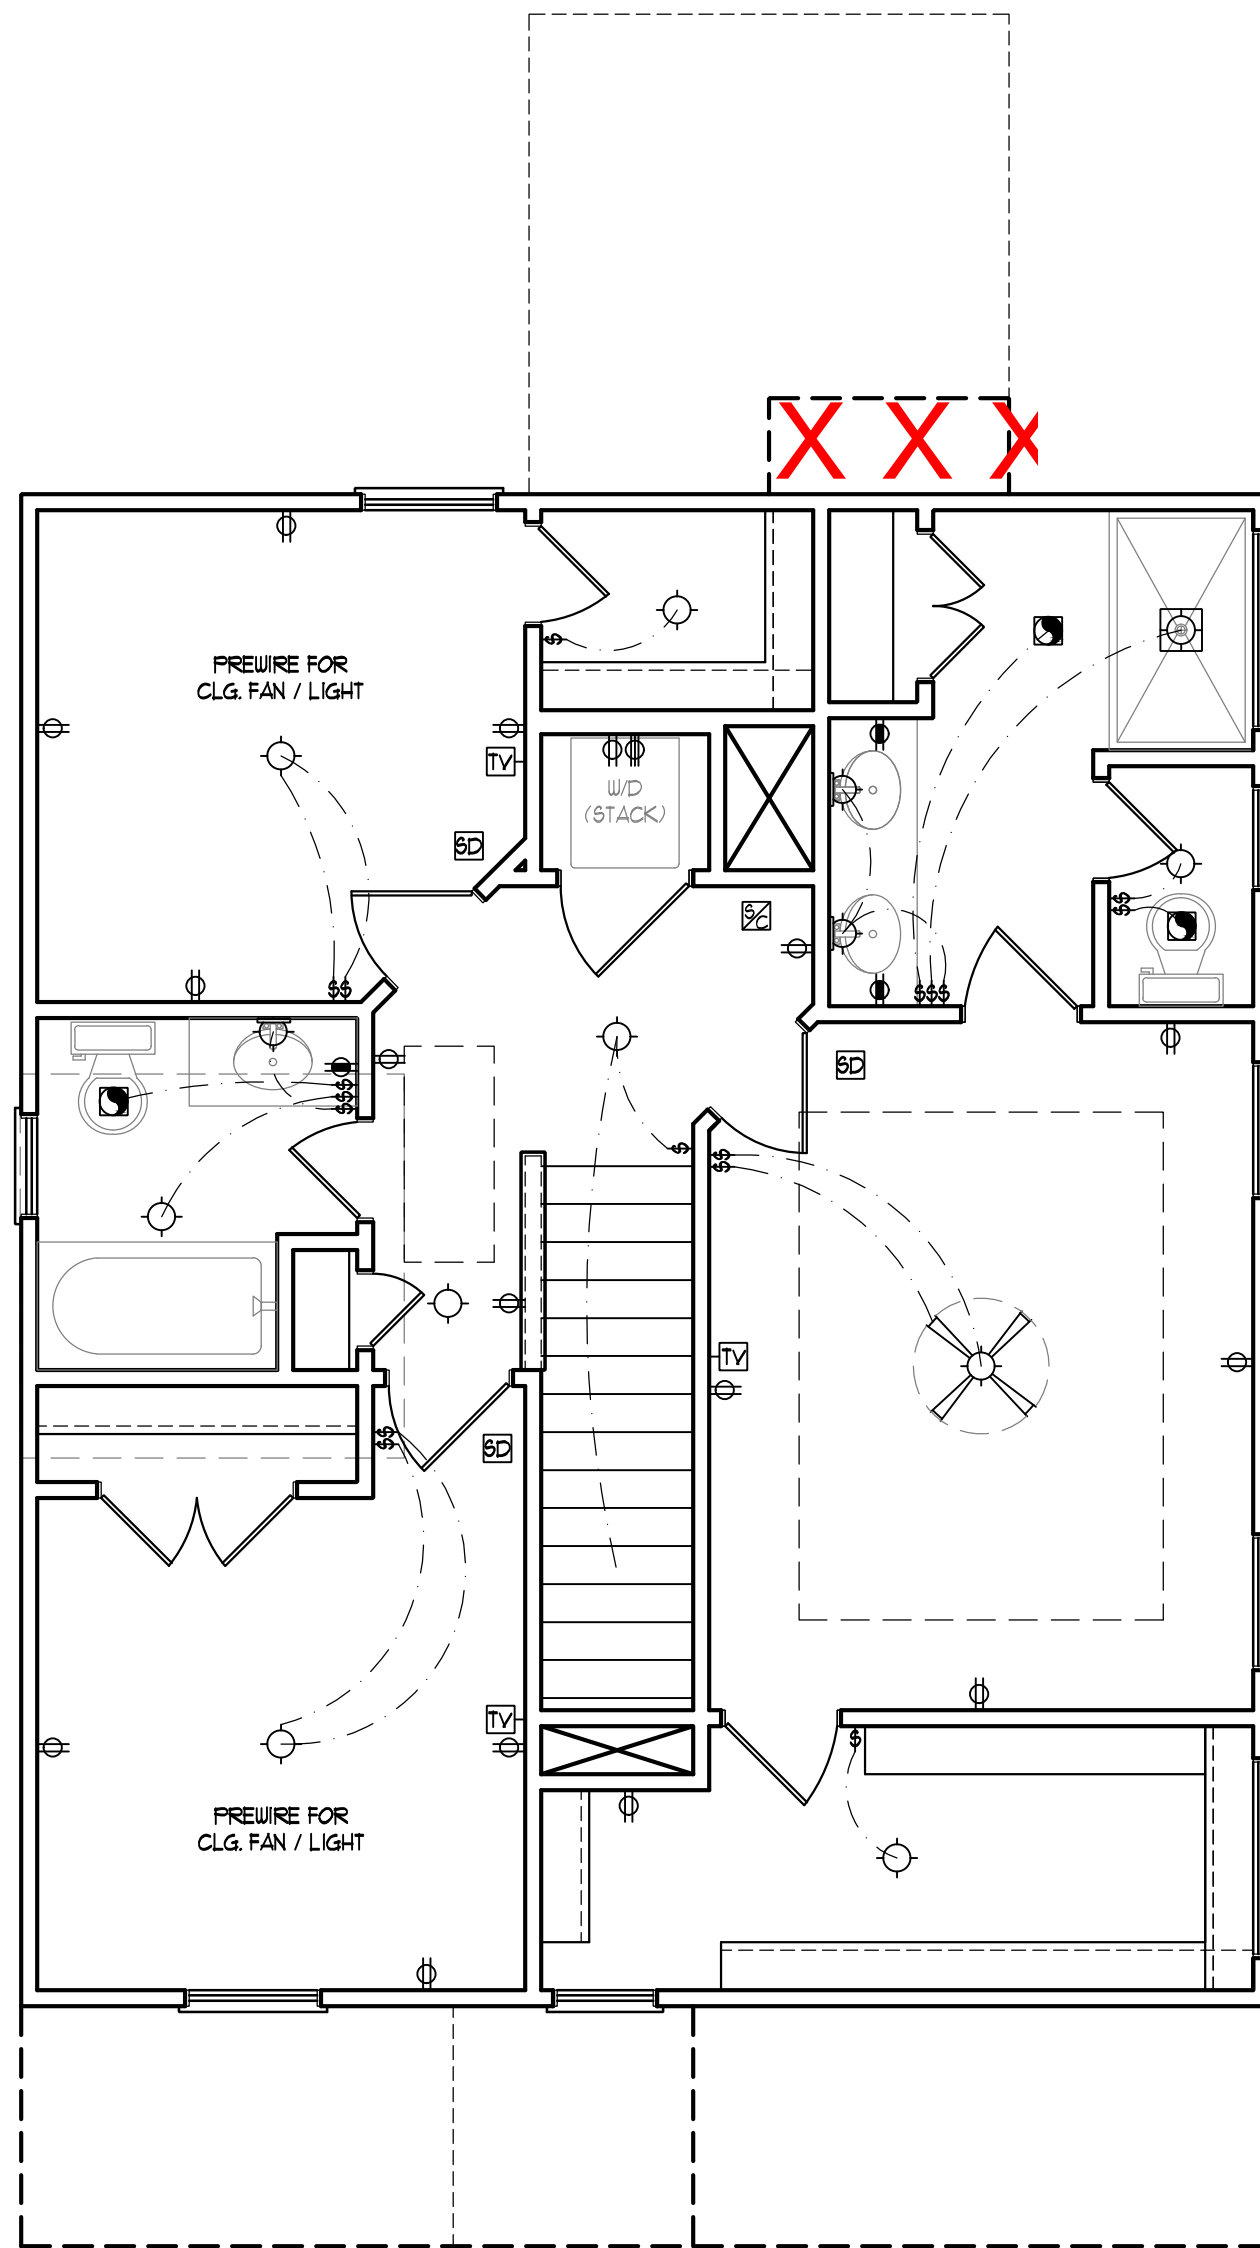 X X X
PREWIRE FOR
CLG. FAN / LIGHT
$
TV
W/D
(STACK)
SD
S/C
$$
$$
$$$
SD
$$$
$
$$
TV
$$
SD
TV
$
PREWIRE FOR
CLG. FAN / LIGHT